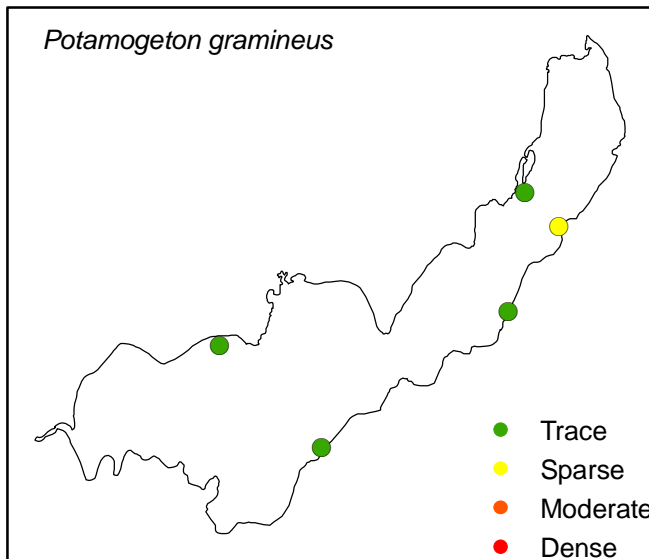 Potamogeton gramineus
Trace
Sparse
Moderate
Dense